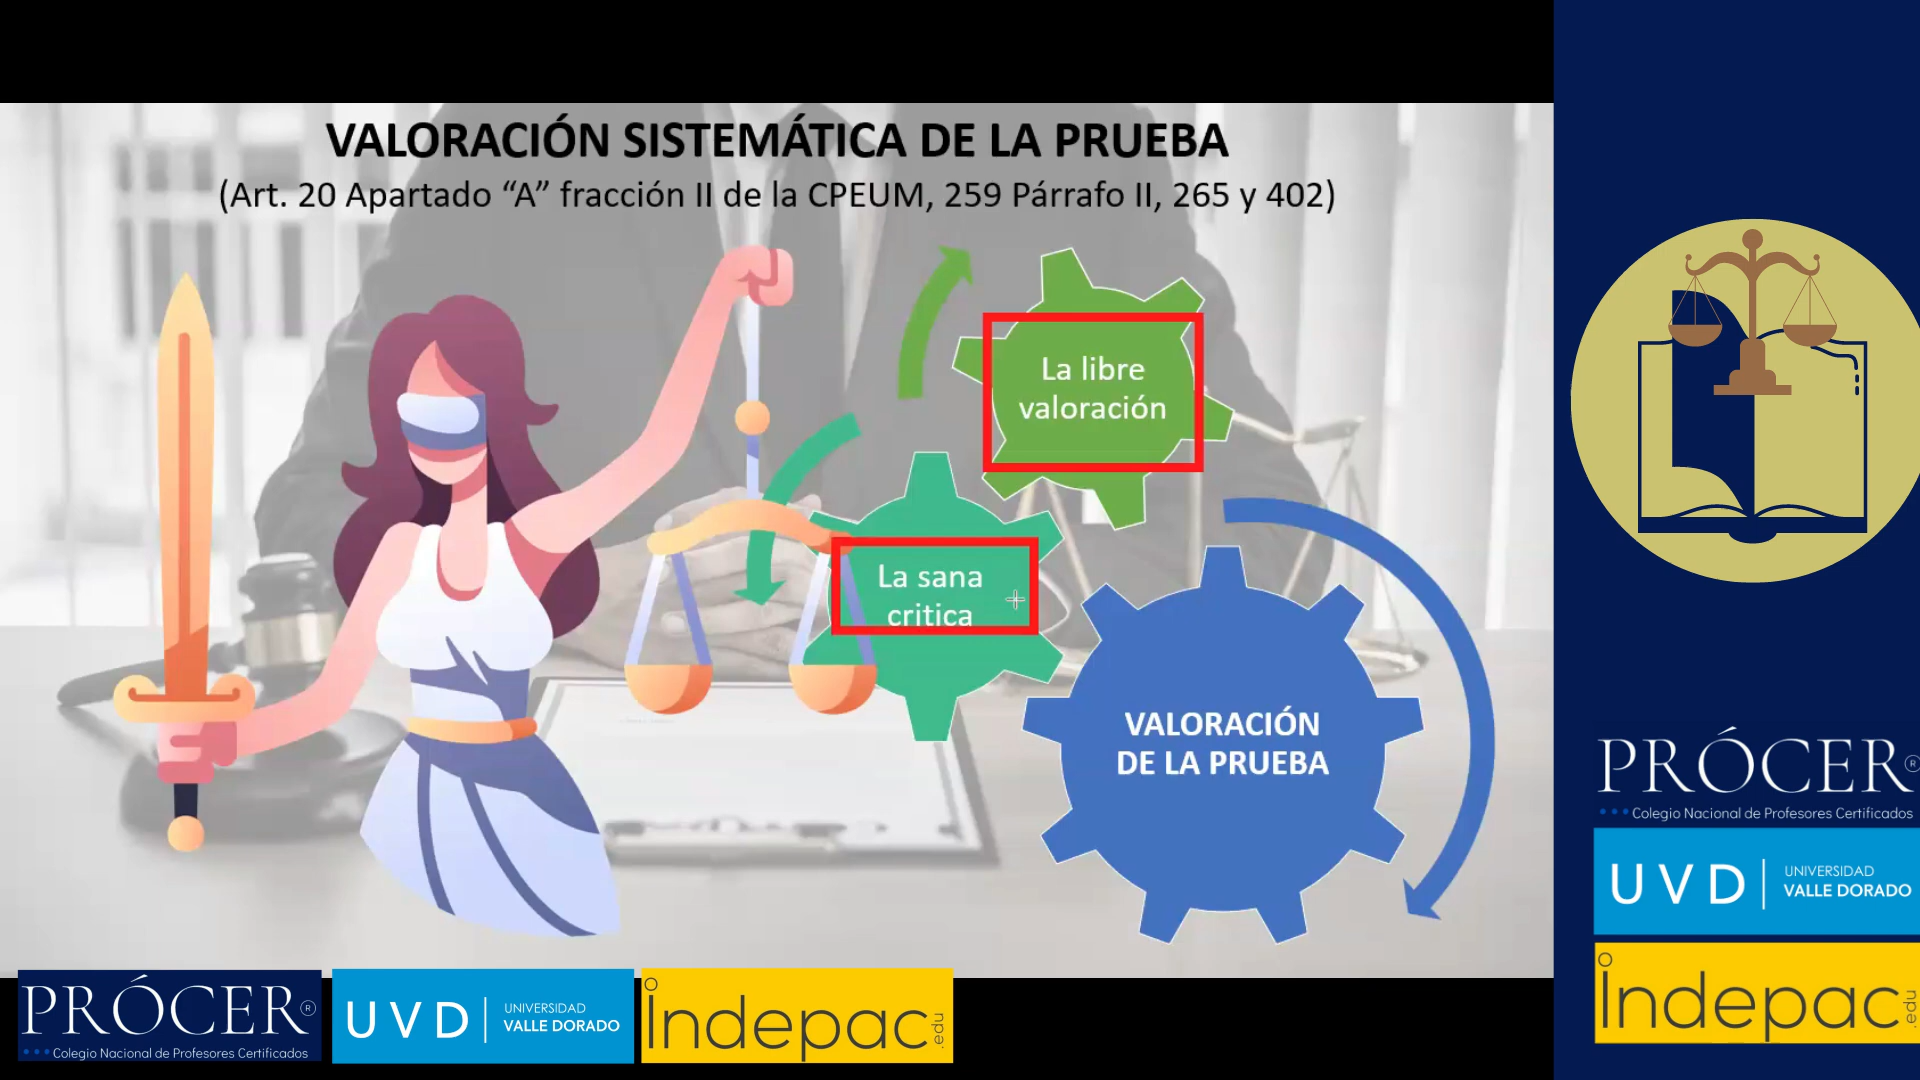 VALORACIÓN SISTEMÁTICA DE LA PRUEBA
(Art. 20 Apartado “A” fracción II de la CPEUM, 259 Párrafo II, 265 y 402)
La libre
valoración
La sana
critica
VALORACIÓN
DE LA PRUEBA
PRÓCER®
Colegio Nacional de Profesores Certificados
UVD
UNIVERSIDAD
VALLE DORADO
indepac.edu
PRÓCER®
Colegio Nacional de Profesores Certificados
UVD
UNIVERSIDAD
VALLE DORADO
indepac.edu